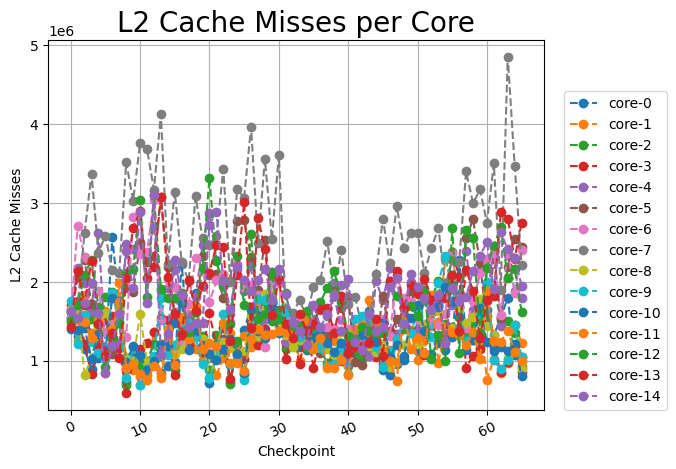 L2 Cache Misses per Core
1e6
5
4
3
2
1
L2 Cache Misses
0
10
20
30
40
50
60
Checkpoint
core-0
core-1
core-2
core-3
core-4
core-5
core-6
core-7
core-8
core-9
core-10
core-11
core-12
core-13
core-14